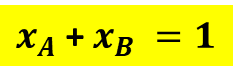 x_A + x_B = 1